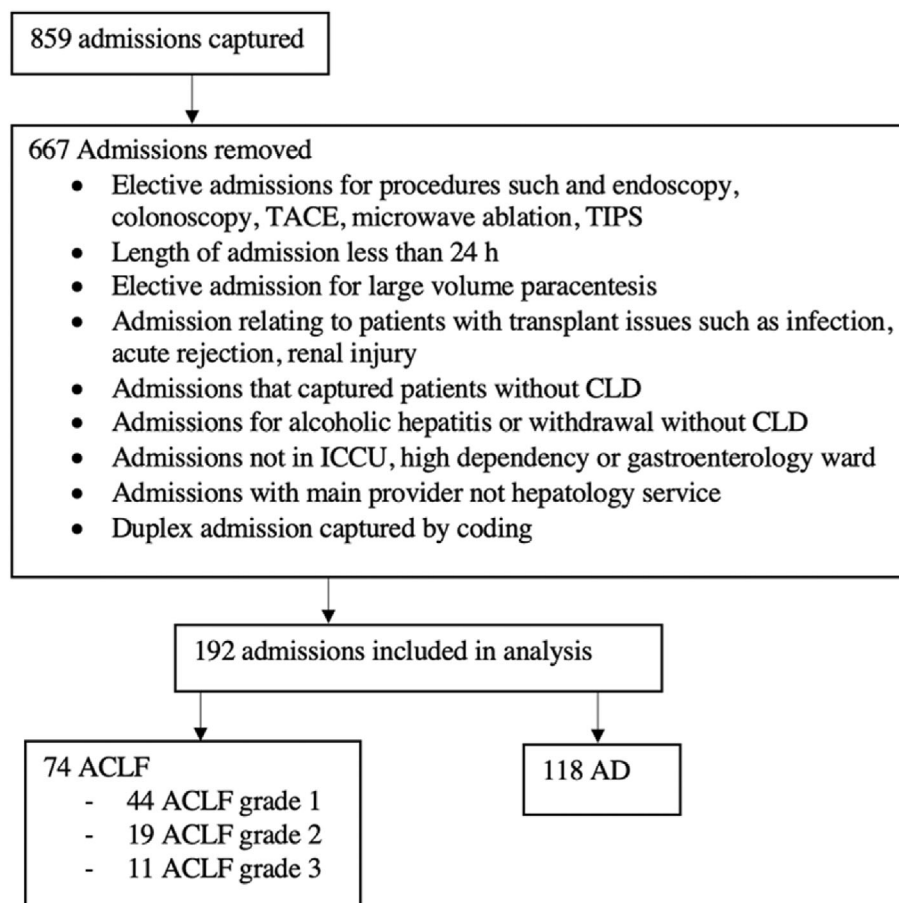 859 admissions captured
667 Admissions removed
• Elective admissions for procedures such and endoscopy,
colonoscopy, TACE, microwave ablation, TIPS
• Length of admission less than 24 h
• Elective admission for large volume paracentesis
• Admission relating to patients with transplant issues such as infection,
acute rejection, renal injury
• Admissions that captured patients without CLD
• Admissions for alcoholic hepatitis or withdrawal without CLD
• Admissions not in ICCU, high dependency or gastroenterology ward
• Admissions with main provider not hepatology service
• Duplex admission captured by coding
192 admissions included in analysis
74 ACLF
- 44 ACLF grade 1
- 19 ACLF grade 2
- 11 ACLF grade 3
118 AD